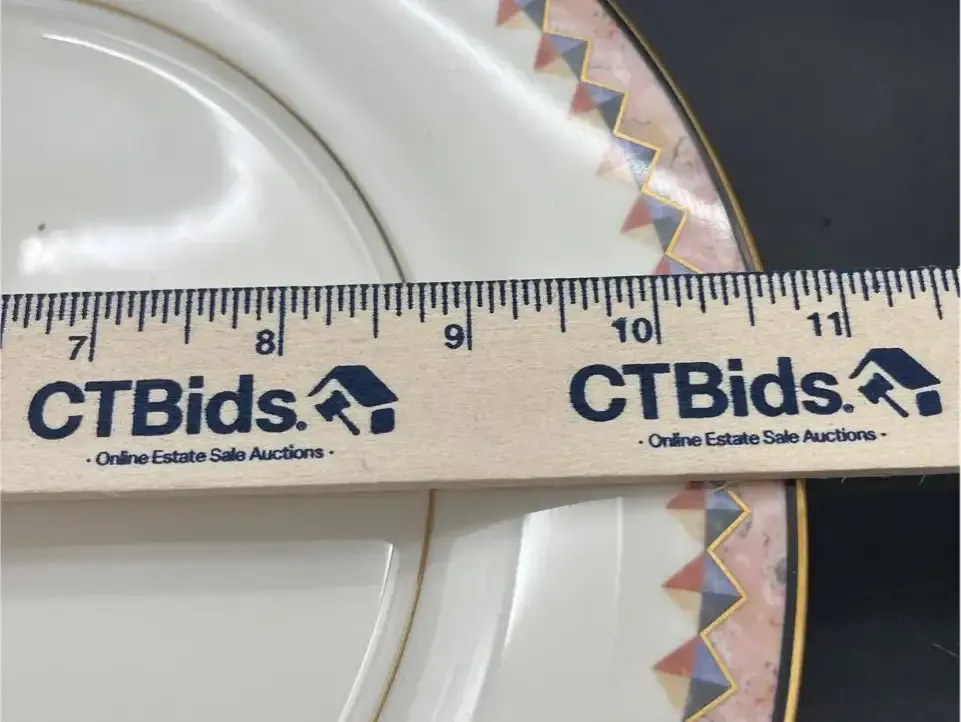 7 8 9 10 11
CTBids. CTBids.
· Online Estate Sale Auctions · · Online Estate Sale Auctions ·